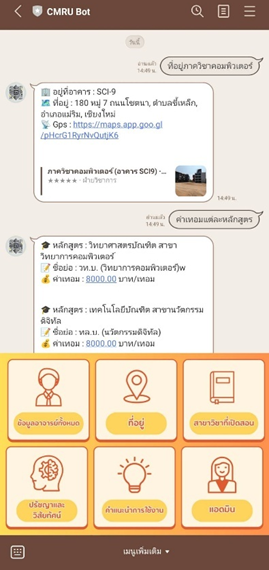 CMRU Bot
วันนี้
อ่านแล้ว
14:49 น.
ที่อยู่ภาควิชาคอมพิวเตอร์
🏢 อยู่ที่อาคาร : SCI-9
🗺️ ที่อยู่ : 180 หมู่ 7 ถนนโชตนา, ตำบลขี้เหล็ก,
อำเภอแม่ริม, เชียงใหม่
📡 Gps : https://maps.app.goo.gl
/pHcrG1RyrNvQutjK6
ภาควิชาคอมพิวเตอร์ (อาคาร SCI9) -...
★★★★★ · ฝ่ายวิชาการ
14:49 น.
อ่านแล้ว
14:49 น.
ค่าเทอมแต่ละหลักสูตร
🎓 หลักสูตร : วิทยาศาสตรบัณฑิต สาขา
วิทยาการคอมพิวเตอร์
📝 ชื่อย่อ : วท.บ. (วิทยาการคอมพิวเตอร์)w
💰 ค่าเทอม : 8000.00 บาท/เทอม
🎓 หลักสูตร : เทคโนโลยีบัณฑิต สาขานวัตกรรม
ดิจิทัล
📝 ชื่อย่อ : ทล.บ. (นวัตกรรมดิจิทัล)
💰 ค่าเทอม : 8000.00 บาท/เทอม
ข้อมูลอาจารย์ทั้งหมด
ที่อยู่
สาขาวิชาที่เปิดสอน
ปรัชญาและ
วิสัยทัศน์
คำแนะนำการใช้งาน
แอดมิน
เมนูเพิ่มเติม ▾